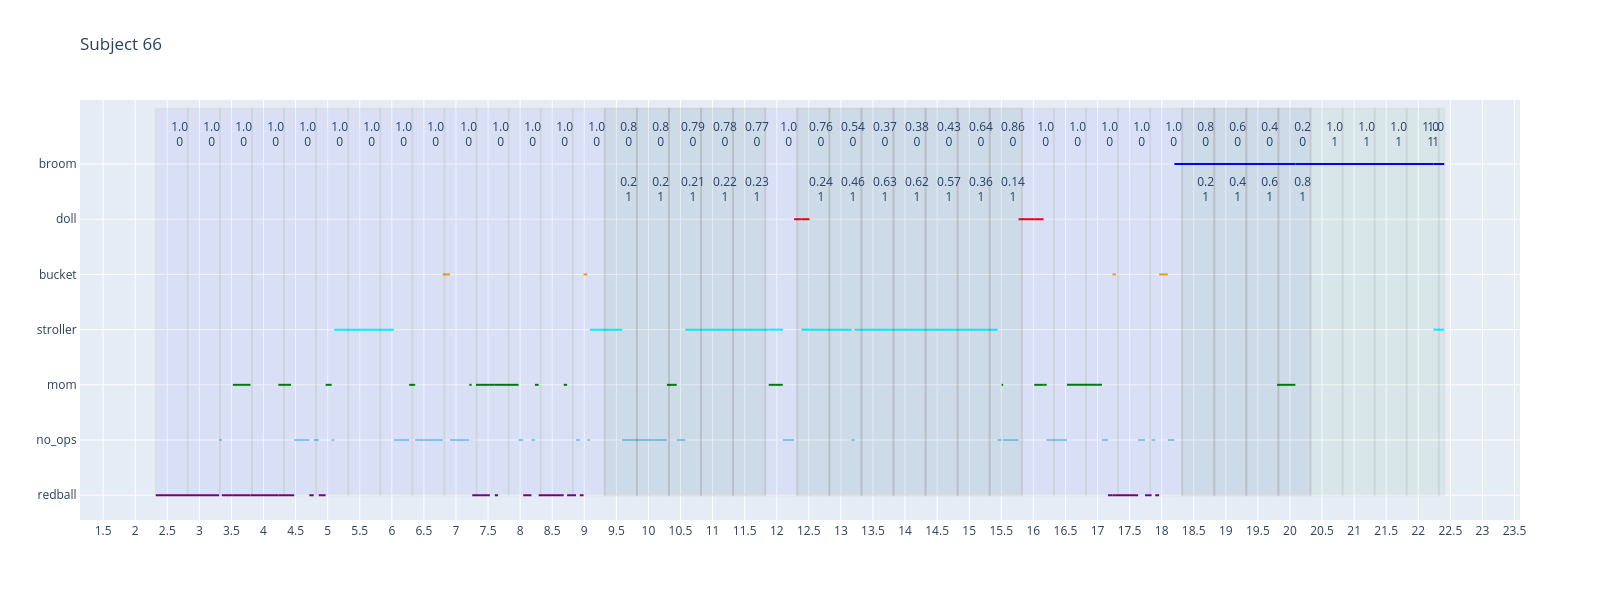 Subject 66
1.0 1.0 1.0 1.0 1.0 1.0 1.0 1.0 1.0 1.0 1.0 1.0 1.0 1.0 0.8 0.8 0.79 0.78 0.77 1.0 0.76 0.54 0.37 0.38 0.43 0.64 0.86 1.0 1.0 1.0 1.0 1.0 0.8 0.6 0.4 0.2 1.0 1.0 1.0
0 0 0 0 0 0 0 0 0 0 0 0 0 0 0 0 0 0 0 0 0 0 0 0 0 0 0 0 0 0 0 0 0 0 0 0 1 1 1
broom
0.2 0.2 0.21 0.22 0.23 0.24 0.46 0.63 0.62 0.57 0.36 0.14 0.2 0.4 0.6 0.8
1 1 1 1 1 1 1 1 1 1 1 1 1 1 1 1
doll
bucket
stroller
mom
no_ops
redball
1.5 2 2.5 3 3.5 4 4.5 5 5.5 6 6.5 7 7.5 8 8.5 9 9.5 10 10.5 11 11.5 12 12.5 13 13.5 14 14.5 15 15.5 16 16.5 17 17.5 18 18.5 19 19.5 20 20.5 21 21.5 22 22.5 23 23.5